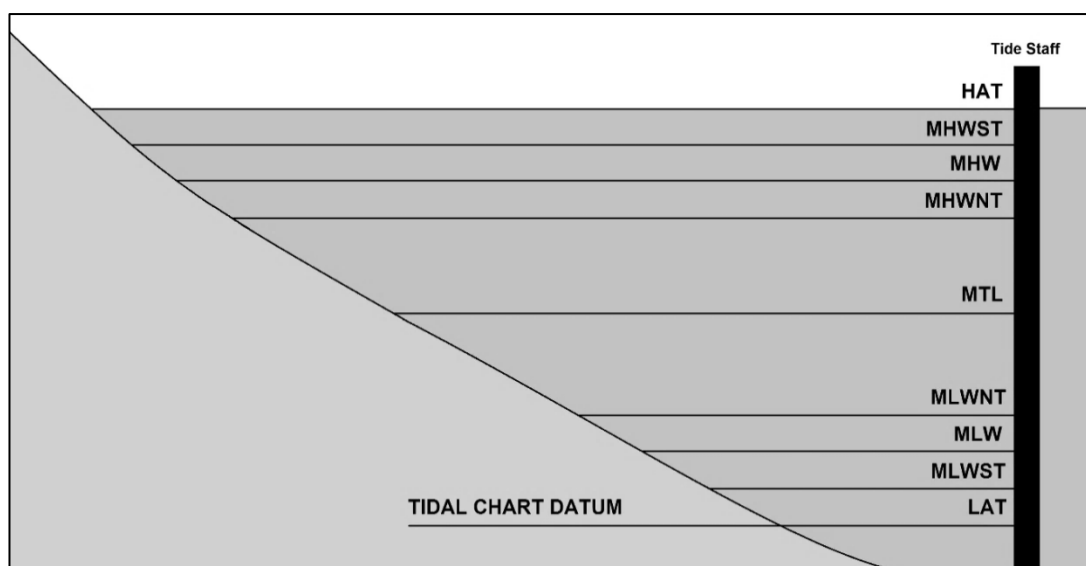 Tide Staff
HAT
MHWST
MHW
MHWNT
MTL
MLWNT
MLW
MLWST
TIDAL CHART DATUM LAT